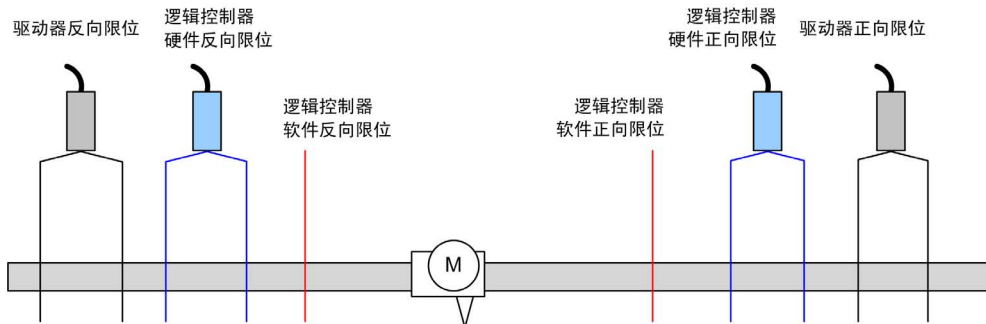 驱动器反向限位
逻辑控制器
硬件反向限位
逻辑控制器
硬件正向限位
驱动器正向限位
逻辑控制器
软件反向限位
逻辑控制器
软件正向限位
M